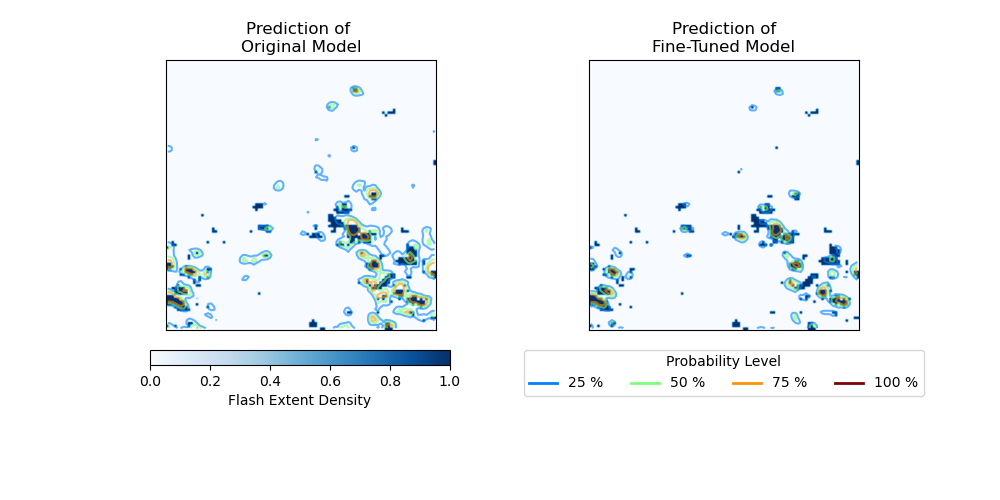 Prediction of
Original Model
Prediction of
Fine-Tuned Model
0.0 0.2 0.4 0.6 0.8 1.0
Flash Extent Density
Probability Level
25 % 50 % 75 % 100 %